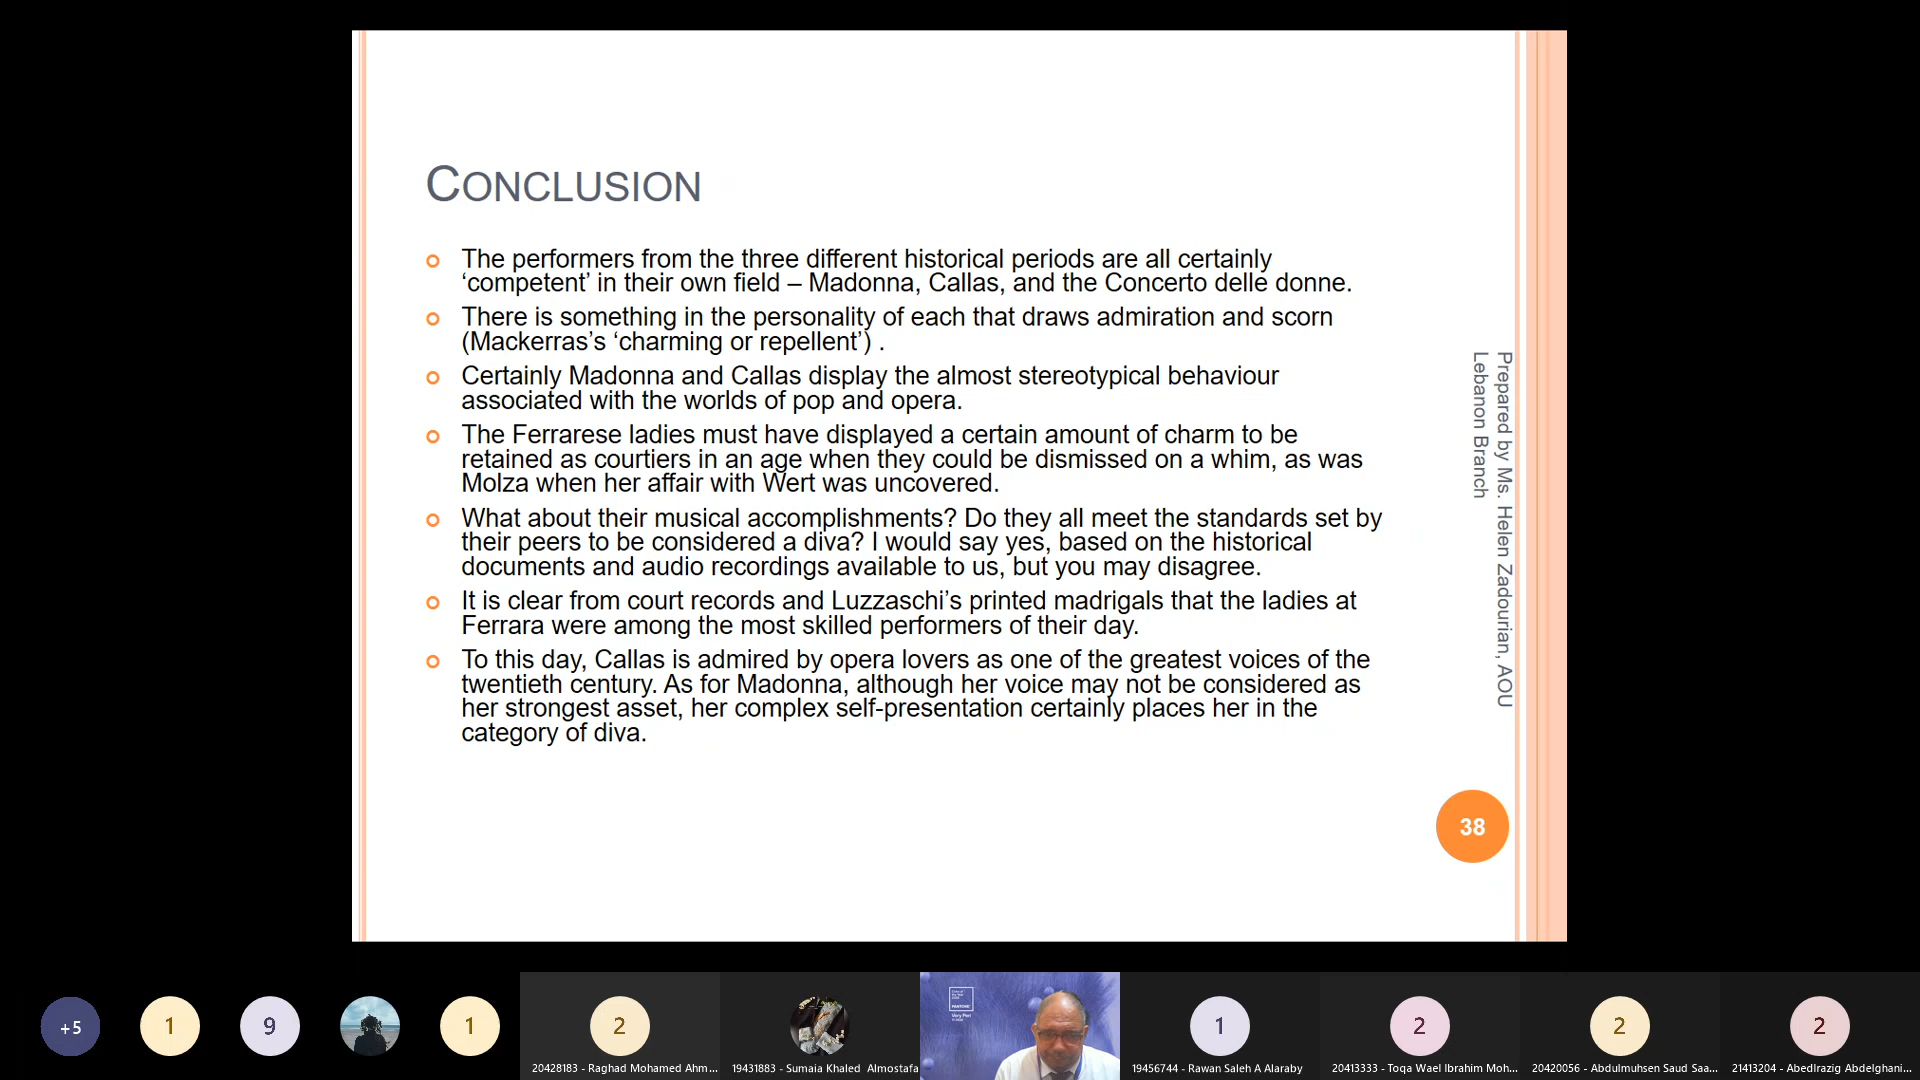 CONCLUSION
The performers from the three different historical periods are all certainly
‘competent’ in their own field – Madonna, Callas, and the Concerto delle donne.
There is something in the personality of each that draws admiration and scorn
(Mackerras’s ‘charming or repellent’) .
Certainly Madonna and Callas display the almost stereotypical behaviour
associated with the worlds of pop and opera.
The Ferrarese ladies must have displayed a certain amount of charm to be
retained as courtiers in an age when they could be dismissed on a whim, as was
Molza when her affair with Wert was uncovered.
What about their musical accomplishments? Do they all meet the standards set by
their peers to be considered a diva? I would say yes, based on the historical
documents and audio recordings available to us, but you may disagree.
It is clear from court records and Luzzaschi’s printed madrigals that the ladies at
Ferrara were among the most skilled performers of their day.
To this day, Callas is admired by opera lovers as one of the greatest voices of the
twentieth century. As for Madonna, although her voice may not be considered as
her strongest asset, her complex self-presentation certainly places her in the
category of diva.
Prepared by Ms. Helen Zadourian, AOU
Lebanon Branch
38
+5
1
9
1
2
1
2
2
2
PANTONE
Very Peri
20428183 - Raghad Mohamed Ahm...
19431883 - Sumaia Khaled Almostafa
19456744 - Rawan Saleh A Alaraby
20413333 - Toqa Wael Ibrahim Moh...
20420056 - Abdulmuhsen Saud Saa...
21413204 - Abedlrazig Abdelghani...